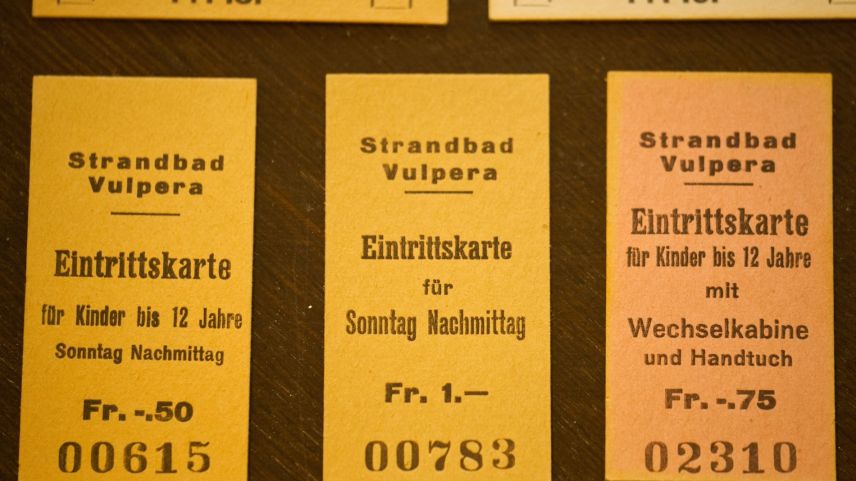 Strandbad
Vulpera
Eintrittskarte
für Kinder bis 12 Jahre
Sonntag Nachmittag
Fr. -.50
00615
Strandbad
Vulpera
Eintrittskarte
für
Sonntag Nachmittag
Fr. 1.—
00783
Strandbad
Vulpera
Eintrittskarte
für Kinder bis 12 Jahre
mit
Wechselkabine
und Handtuch
Fr. -.75
02310